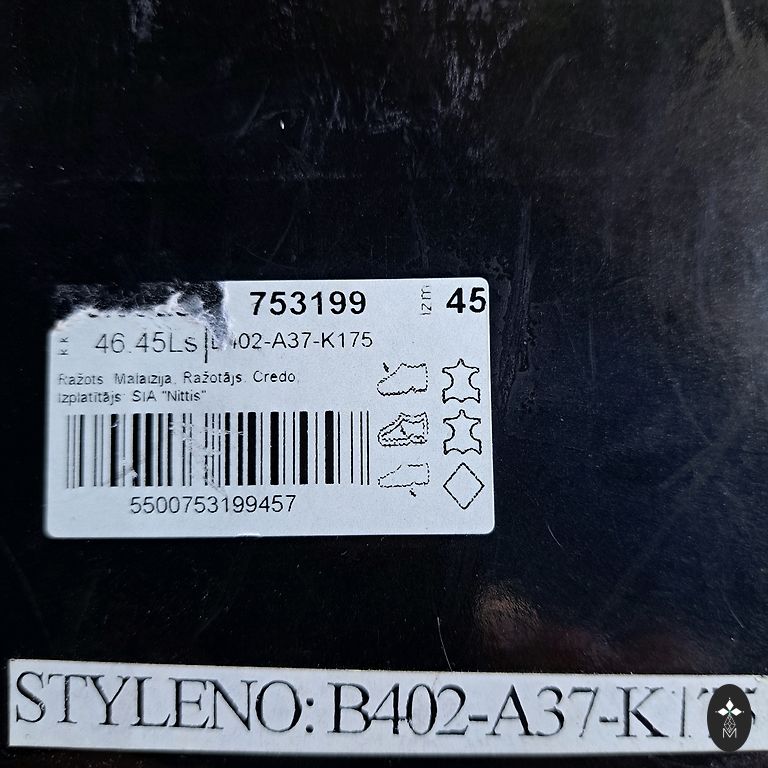 753199
izm 45
46.45Ls B402-A37-K175
Ražots: Malaizija, Ražotājs: Credo,
Izplatītājs: SIA "Nittis"
5500753199457
STYLENO: B402-A37-K175
M